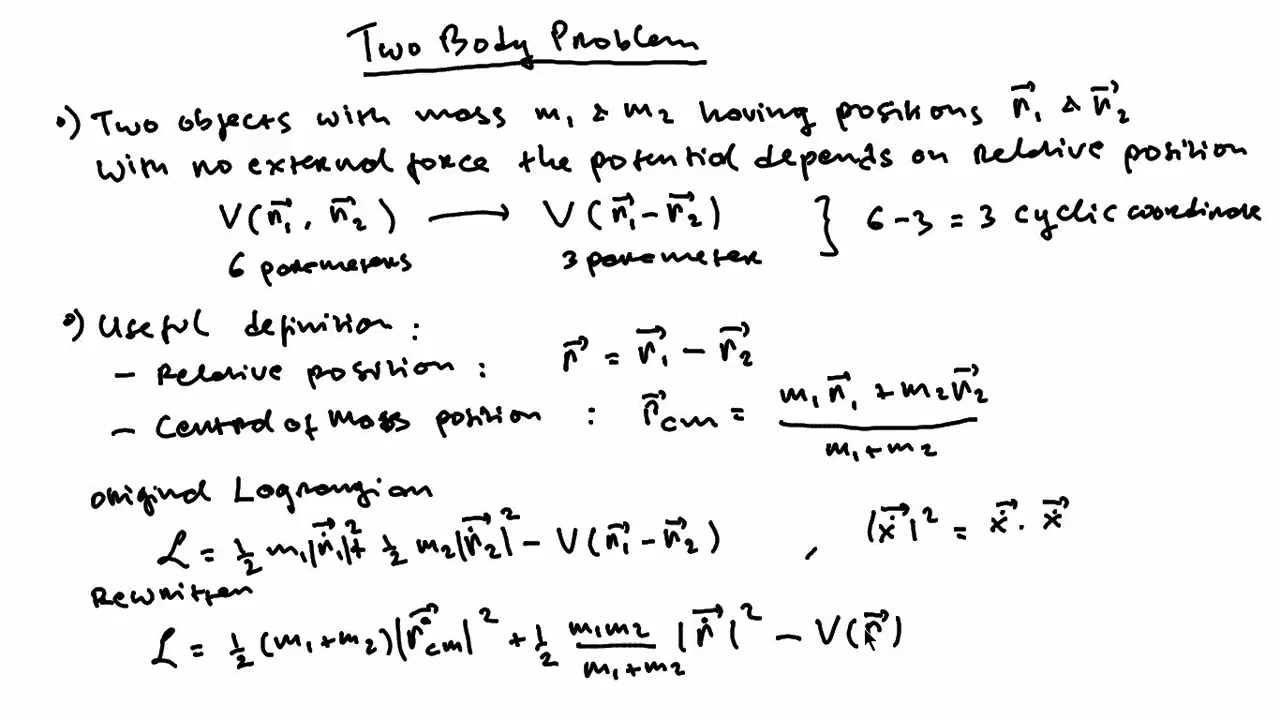 Two Body Problem
•) Two objects with mass m₁ & m₂ having positions r⃗₁ & r⃗₂
with no external force the potential depends on relative position
V(r⃗₁, r⃗₂) → V(r⃗₁ - r⃗₂) } 6 - 3 = 3 cyclic coordinate
6 parameters 3 parameter
•) Useful definition :
- Relative position : r⃗ = r⃗₁ - r⃗₂
- Centrd of mass position : r⃗cm = (m₁r⃗₁ + m₂r⃗₂)/(m₁+m₂)
original Lagrangian
ℒ = ½ m₁|ṙ⃗₁|² + ½ m₂|ṙ⃗₂|² - V(r⃗₁ - r⃗₂) , |ẋ⃗|² = ẋ⃗ · ẋ⃗
Rewritten
ℒ = ½ (m₁+m₂)|ṙ⃗cm|² + ½ (m₁m₂)/(m₁+m₂) |ṙ⃗|² - V(r⃗)